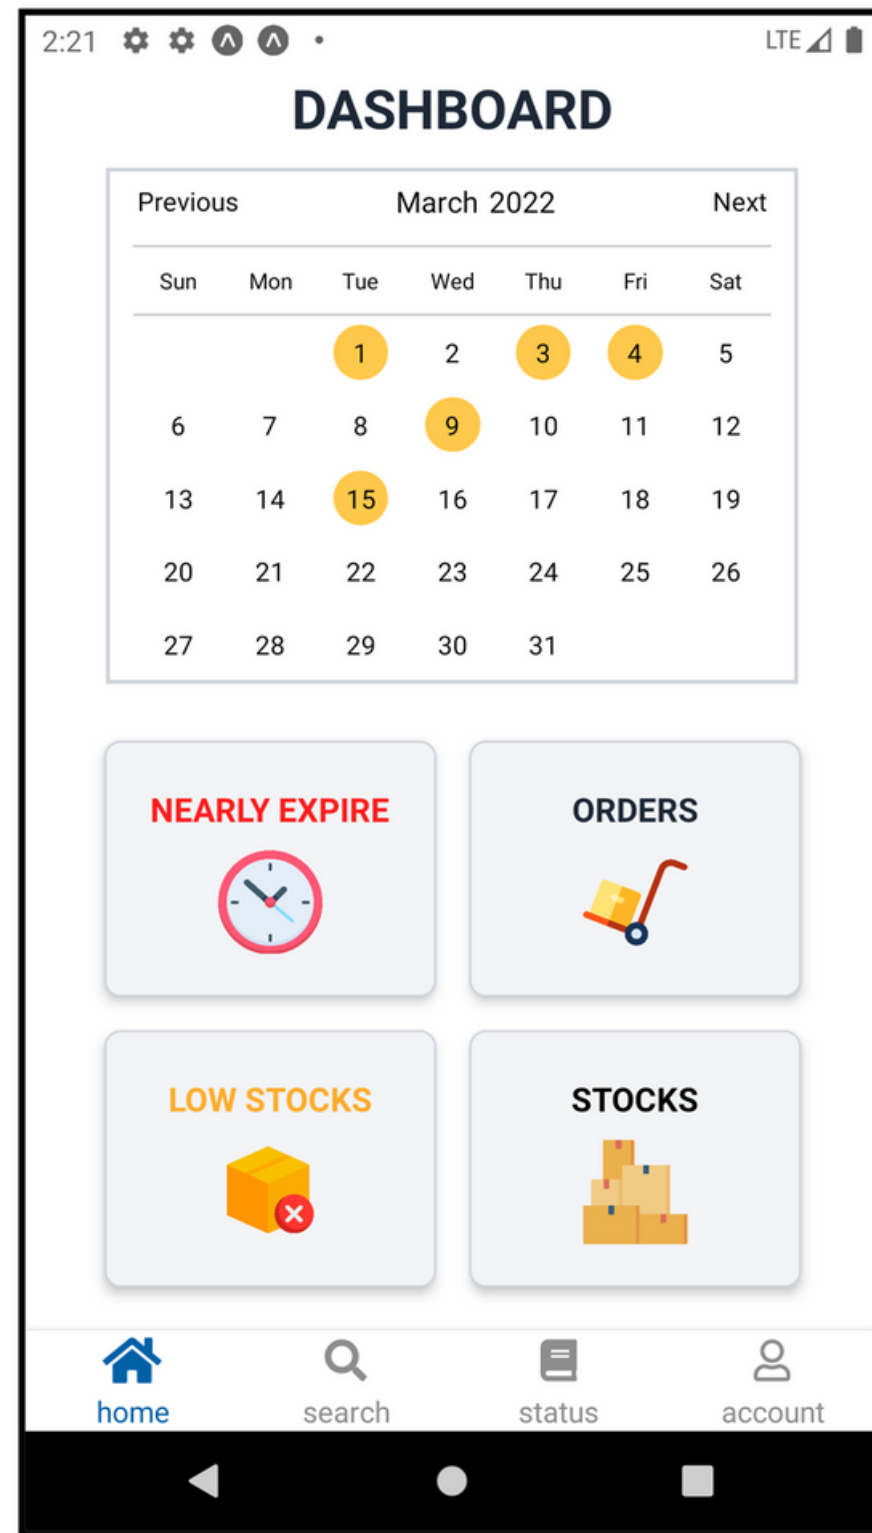 2:21 LTE
DASHBOARD
Previous March 2022 Next
Sun Mon Tue Wed Thu Fri Sat
1 2 3 4 5
6 7 8 9 10 11 12
13 14 15 16 17 18 19
20 21 22 23 24 25 26
27 28 29 30 31
NEARLY EXPIRE ORDERS
LOW STOCKS STOCKS
home search status account